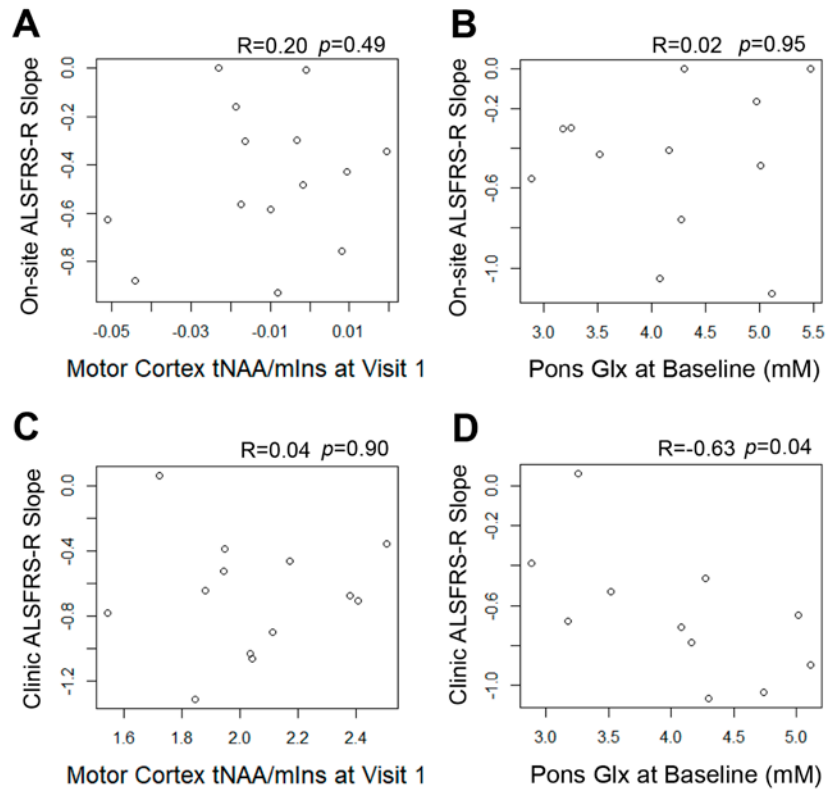 A
R=0.20 p=0.49
On-site ALSFRS-R Slope
0.0
-0.2
-0.4
-0.6
-0.8
-0.05
-0.03
-0.01
0.01
Motor Cortex tNAA/mIns at Visit 1
B
R=0.02 p=0.95
On-site ALSFRS-R Slope
0.0
-0.2
-0.6
-1.0
3.0
3.5
4.0
4.5
5.0
5.5
Pons Glx at Baseline (mM)
C
R=0.04 p=0.90
Clinic ALSFRS-R Slope
0.0
-0.4
-0.8
-1.2
1.6
1.8
2.0
2.2
2.4
Motor Cortex tNAA/mIns at Visit 1
D
R=-0.63 p=0.04
Clinic ALSFRS-R Slope
0.0
-0.2
-0.6
-1.0
3.0
3.5
4.0
4.5
5.0
Pons Glx at Baseline (mM)